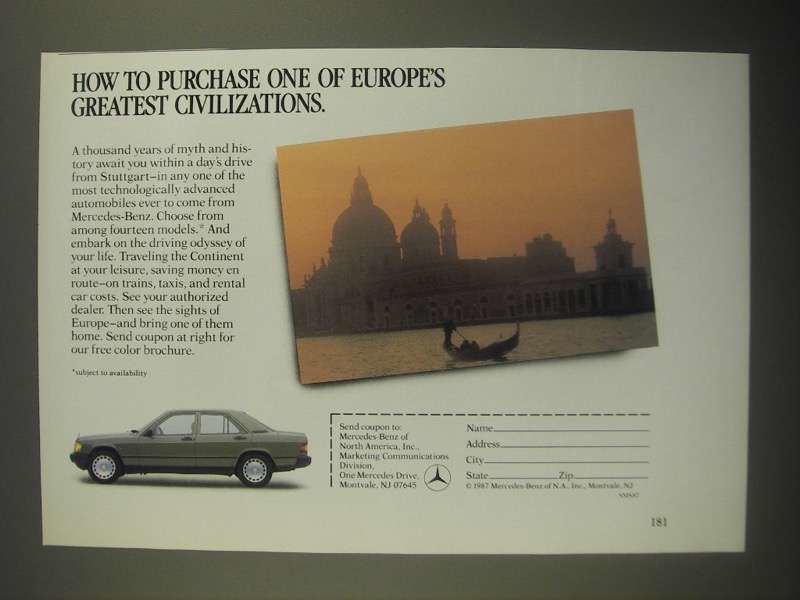 HOW TO PURCHASE ONE OF EUROPE'S
GREATEST CIVILIZATIONS.
A thousand years of myth and his-
tory await you within a day's drive
from Stuttgart–in any one of the
most technologically advanced
automobiles ever to come from
Mercedes-Benz. Choose from
among fourteen models.* And
embark on the driving odyssey of
your life. Traveling the Continent
at your leisure, saving money en
route–on trains, taxis, and rental
car costs. See your authorized
dealer. Then see the sights of
Europe–and bring one of them
home. Send coupon at right for
our free color brochure.
*subject to availability
Send coupon to:
Mercedes-Benz of
North America, Inc.,
Marketing Communications
Division,
One Mercedes Drive,
Montvale, NJ 07645
Name
Address
City
State Zip
© 1987 Mercedes-Benz of N.A., Inc., Montvale, NJ
181